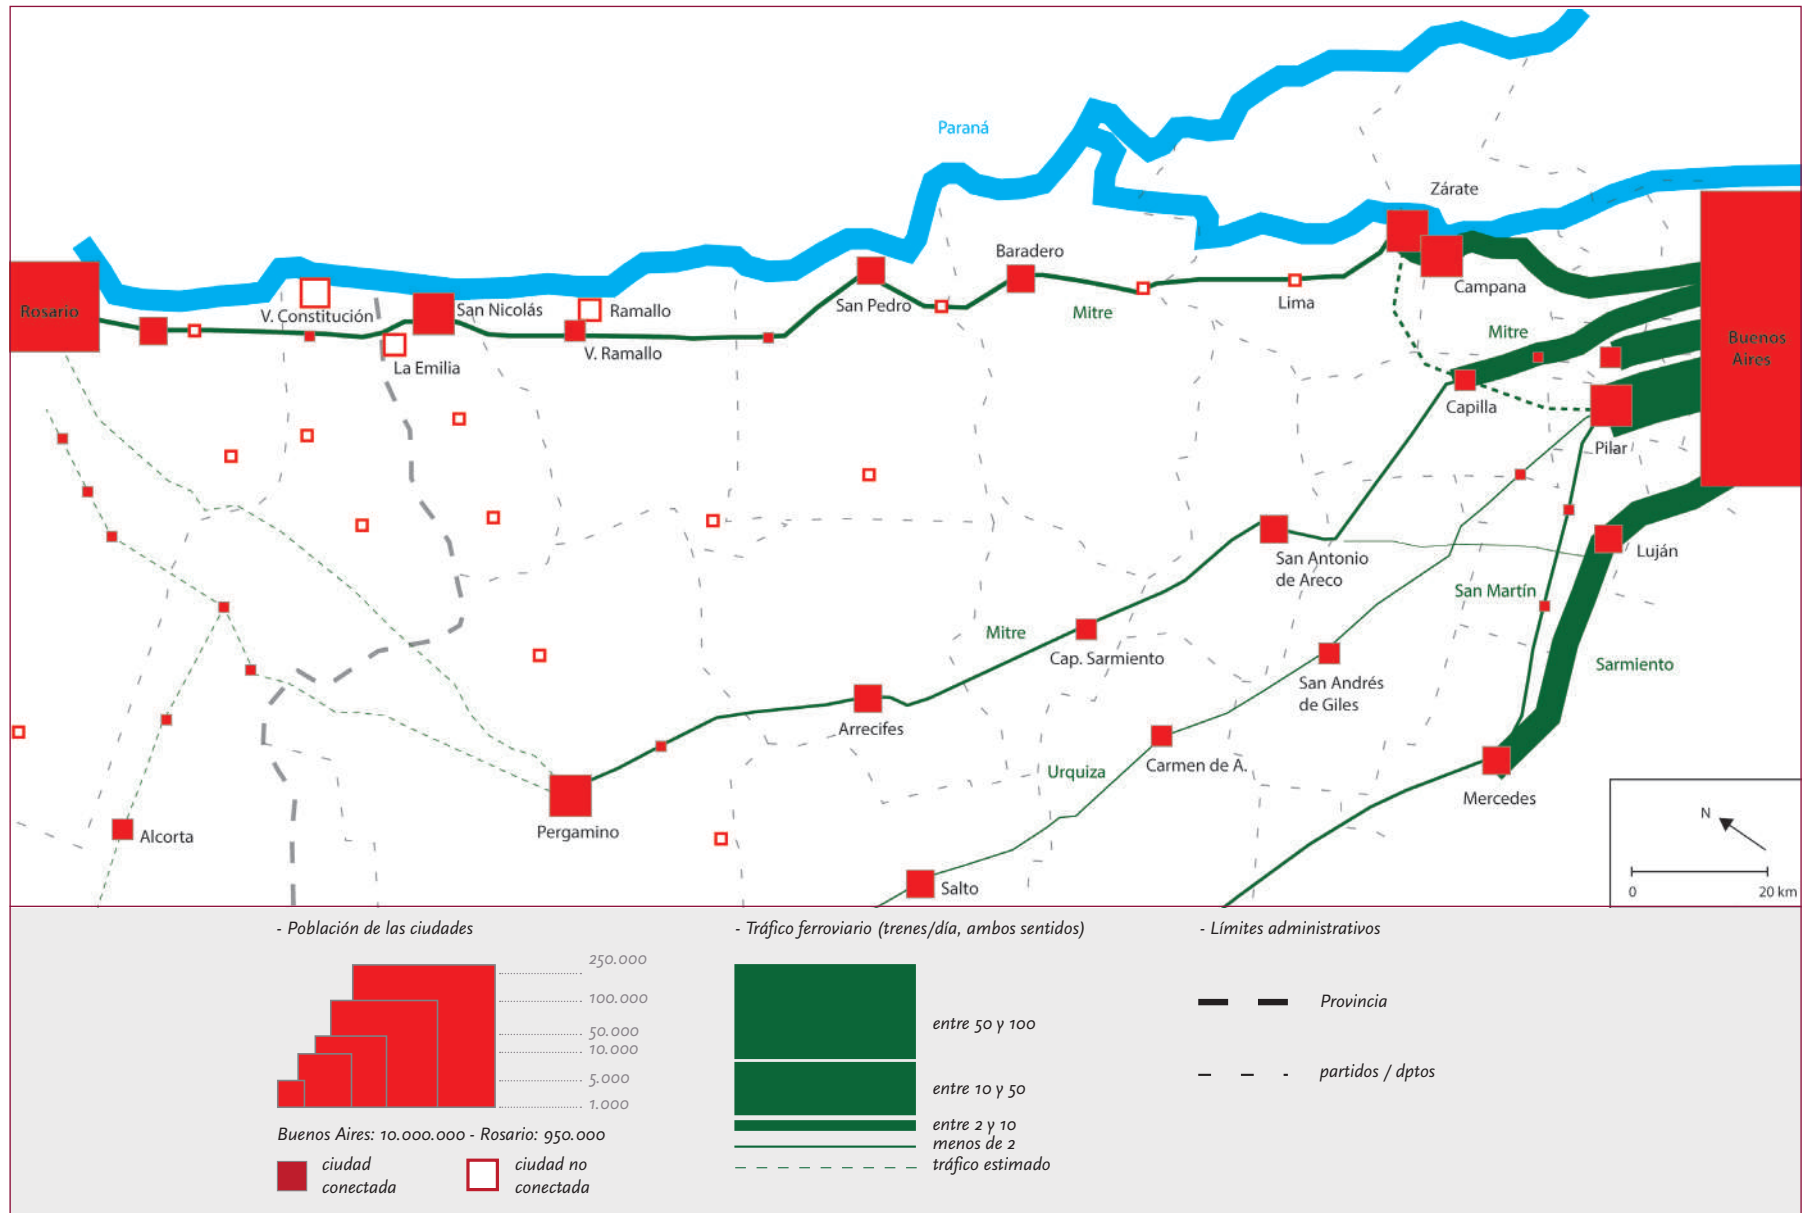 Paraná
Zárate
Baradero
Campana
Rosario
V. Constitución
San Nicolás
Ramallo
San Pedro
Mitre
Lima
Mitre
Buenos
Aires
La Emilia
V. Ramallo
Capilla
Pilar
San Antonio
de Areco
Luján
San Martín
Mitre
Cap. Sarmiento
Sarmiento
San Andrés
de Giles
Arrecifes
Urquiza
Carmen de A.
Mercedes
Alcorta
Pergamino
Salto
N
0
20 km
- Población de las ciudades
250.000
100.000
50.000
10.000
5.000
1.000
Buenos Aires: 10.000.000 - Rosario: 950.000
ciudad
conectada
ciudad no
conectada
- Tráfico ferroviario (trenes/día, ambos sentidos)
entre 50 y 100
entre 10 y 50
entre 2 y 10
menos de 2
tráfico estimado
- Límites administrativos
Provincia
partidos / dptos